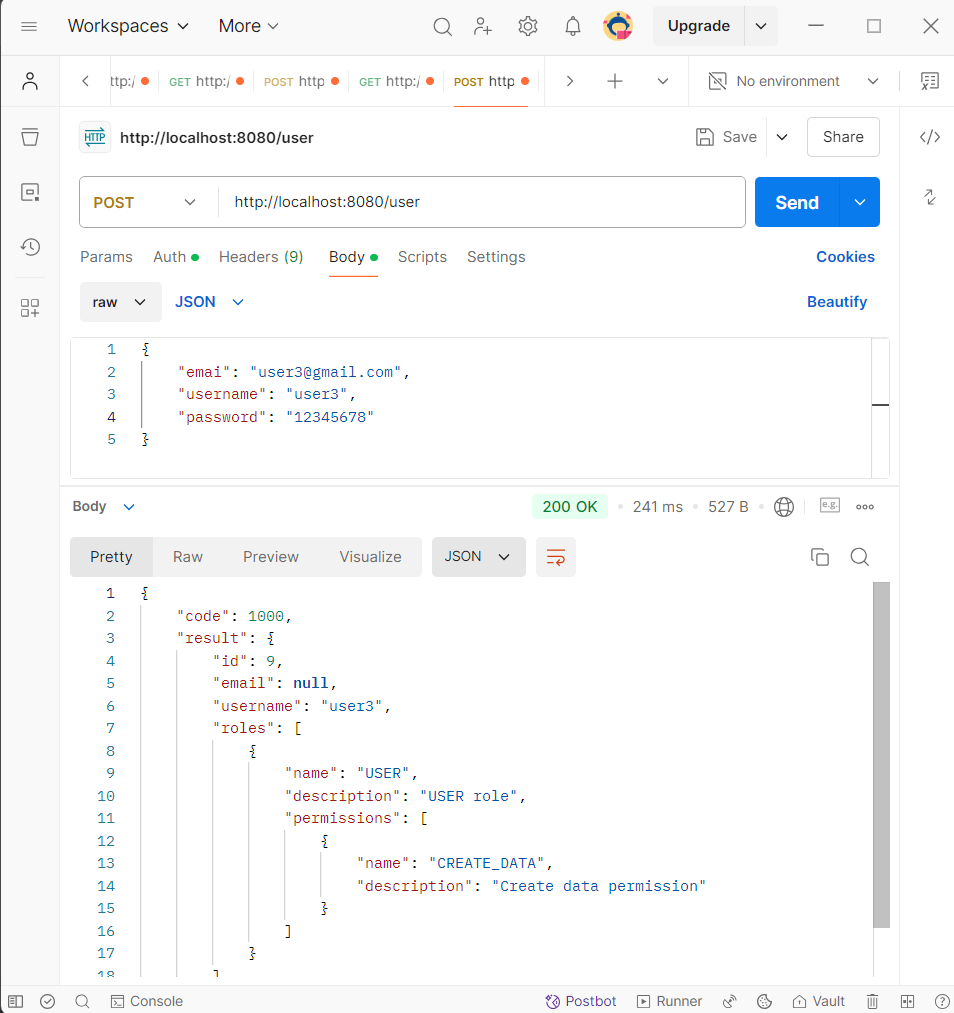 Workspaces More Upgrade
ttp:/ GET http:/ POST http GET http:/ POST http No environment
HTTP http://localhost:8080/user Save Share
POST http://localhost:8080/user Send
Params Auth Headers (9) Body Scripts Settings Cookies
raw JSON Beautify
1 {
2 "emai": "user3@gmail.com",
3 "username": "user3",
4 "password": "12345678"
5 }
Body 200 OK 241 ms 527 B e.g.
Pretty Raw Preview Visualize JSON
1 {
2 "code": 1000,
3 "result": {
4 "id": 9,
5 "email": null,
6 "username": "user3",
7 "roles": [
8 {
9 "name": "USER",
10 "description": "USER role",
11 "permissions": [
12 {
13 "name": "CREATE_DATA",
14 "description": "Create data permission"
15 }
16 ]
17 }
18 ]
Console Postbot Runner Vault